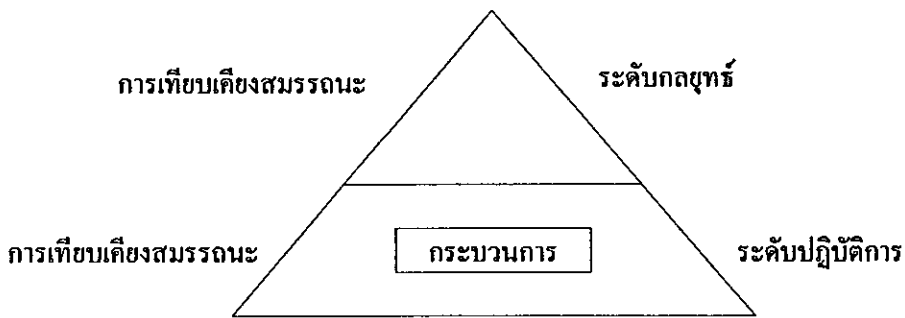 การเทียบเคียงสมรรถนะ ระดับกลยุทธ์
การเทียบเคียงสมรรถนะ กระบวนการ ระดับปฏิบัติการ